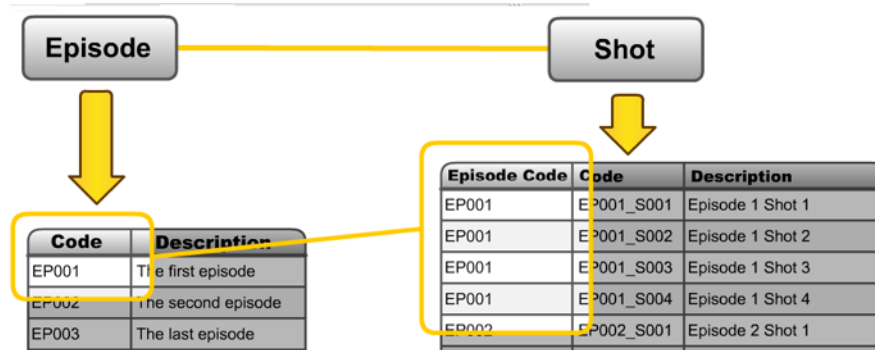 Episode
Shot
Code Description
EP001 The first episode
EP002 The second episode
EP003 The last episode
Episode Code Code Description
EP001 EP001_S001 Episode 1 Shot 1
EP001 EP001_S002 Episode 1 Shot 2
EP001 EP001_S003 Episode 1 Shot 3
EP001 EP001_S004 Episode 1 Shot 4
EP002 EP002_S001 Episode 2 Shot 1